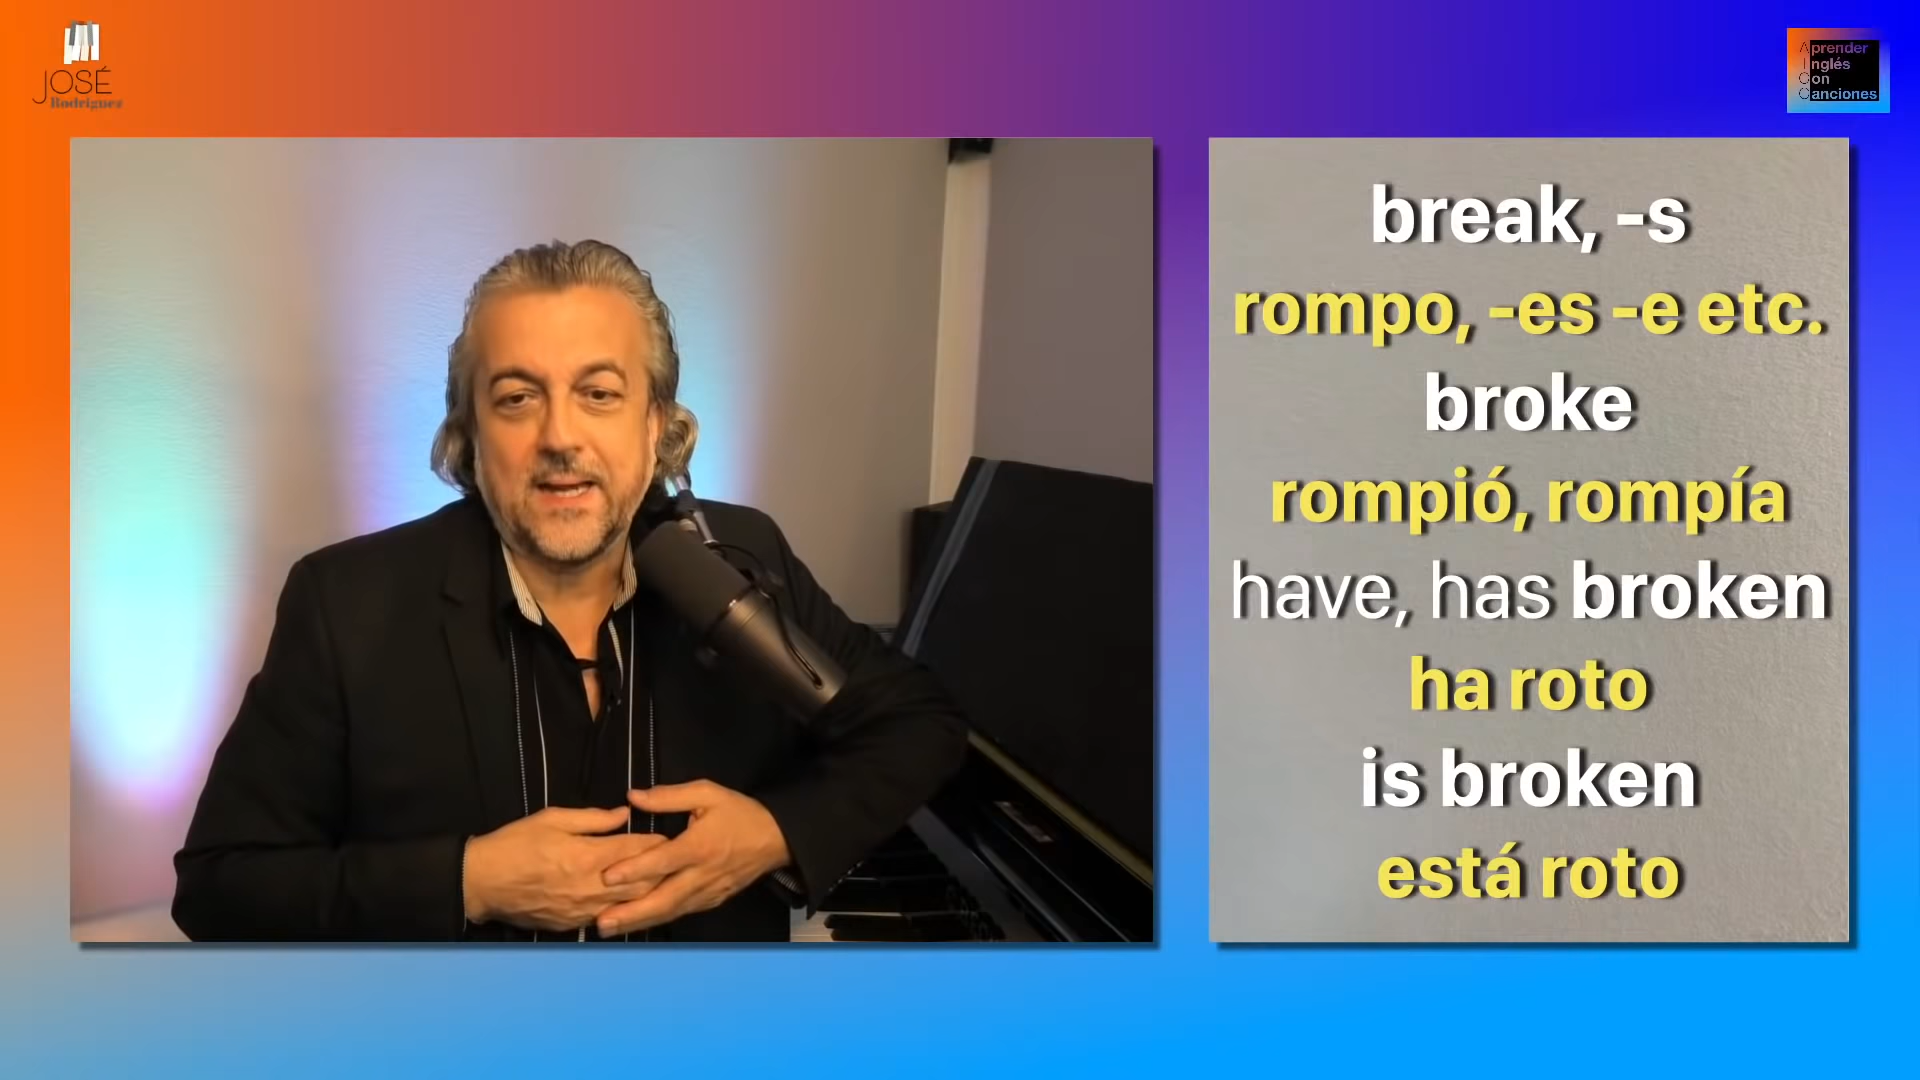 JOSÉ
Rodriguez
Aprender
Inglés
Con
Canciones
break, -s
rompo, -es -e etc.
broke
rompió, rompía
have, has broken
ha roto
is broken
está roto